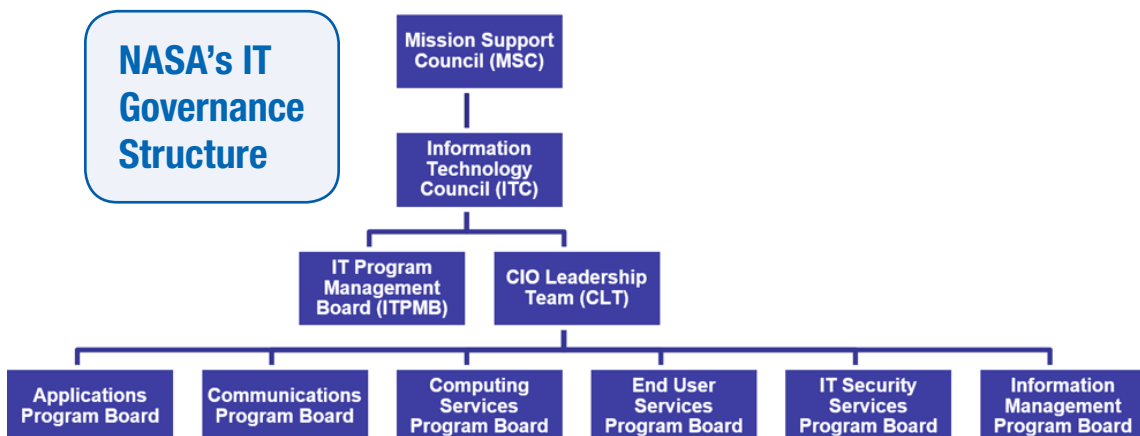 NASA’s IT
Governance
Structure
Mission Support
Council (MSC)
Information
Technology
Council (ITC)
IT Program
Management
Board (ITPMB)
CIO Leadership
Team (CLT)
Applications
Program Board
Communications
Program Board
Computing
Services
Program Board
End User
Services
Program Board
IT Security
Services
Program Board
Information
Management
Program Board